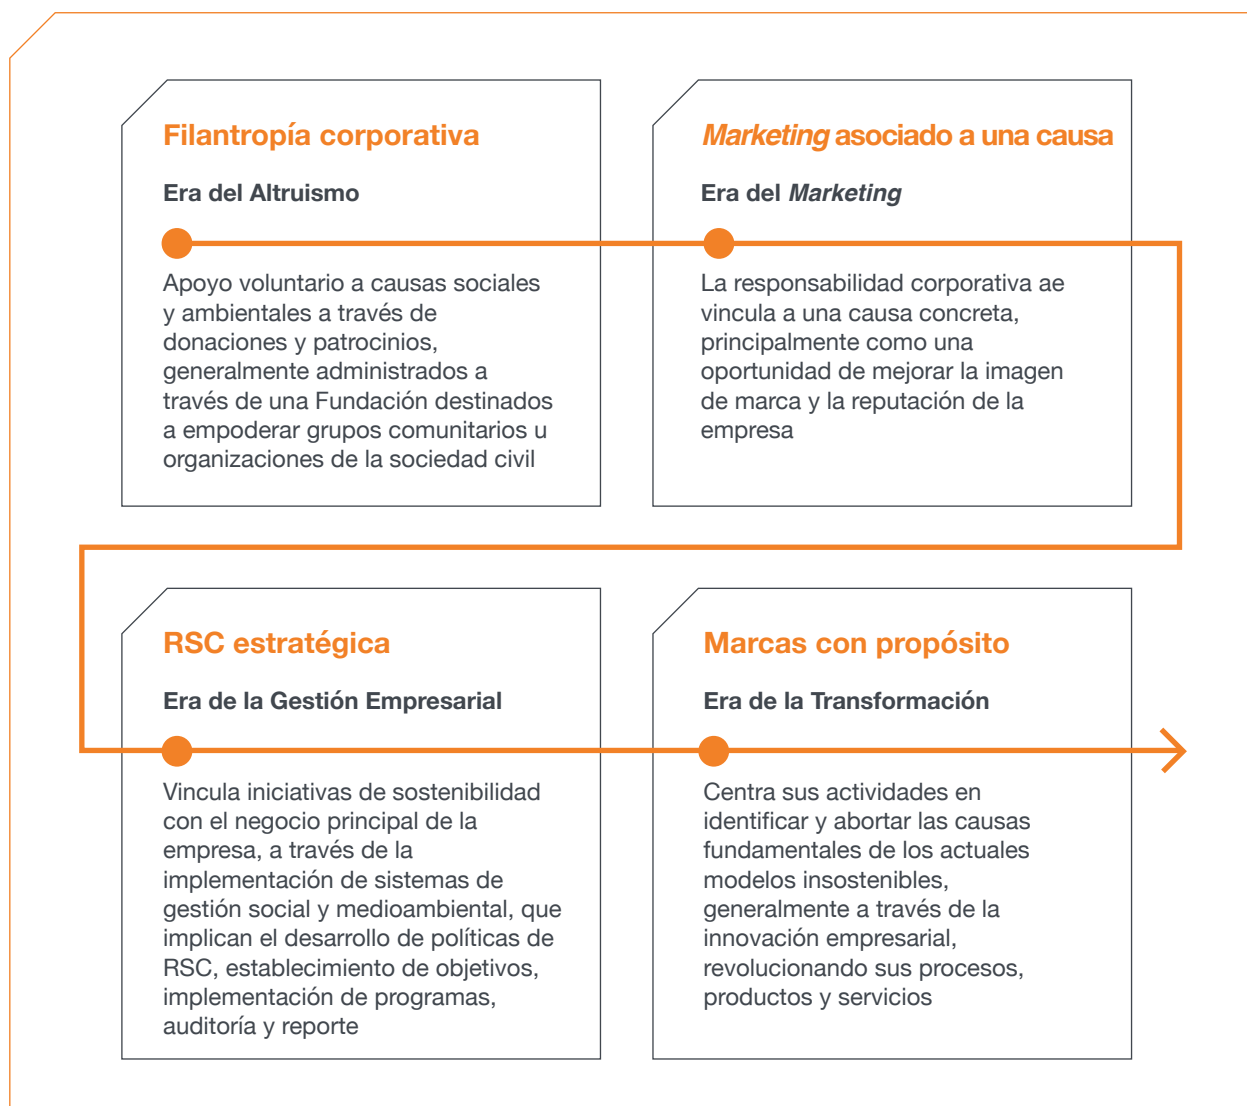 Filantropía corporativa
Era del Altruismo
Apoyo voluntario a causas sociales
y ambientales a través de
donaciones y patrocinios,
generalmente administrados a
través de una Fundación destinados
a empoderar grupos comunitarios u
organizaciones de la sociedad civil
Marketing asociado a una causa
Era del Marketing
La responsabilidad corporativa ae
vincula a una causa concreta,
principalmente como una
oportunidad de mejorar la imagen
de marca y la reputación de la
empresa
RSC estratégica
Era de la Gestión Empresarial
Vincula iniciativas de sostenibilidad
con el negocio principal de la
empresa, a través de la
implementación de sistemas de
gestión social y medioambiental, que
implican el desarrollo de políticas de
RSC, establecimiento de objetivos,
implementación de programas,
auditoría y reporte
Marcas con propósito
Era de la Transformación
Centra sus actividades en
identificar y abortar las causas
fundamentales de los actuales
modelos insostenibles,
generalmente a través de la
innovación empresarial,
revolucionando sus procesos,
productos y servicios